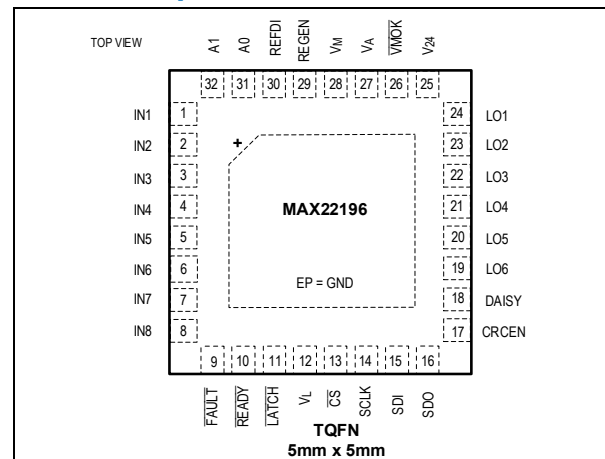 TOP VIEW
A1
A0
REFDI
REGEN
VM
VA
VMOK
V24
32
31
30
29
28
27
26
25
IN1
1
24
LO1
IN2
2
23
LO2
IN3
3
22
LO3
IN4
4
21
LO4
IN5
5
20
LO5
IN6
6
19
LO6
IN7
7
18
DAISY
IN8
8
17
CRCEN
+
MAX22196
EP = GND
9
10
11
12
13
14
15
16
FAULT
READY
LATCH
VL
CS
SCLK
SDI
SDO
TQFN
5mm x 5mm